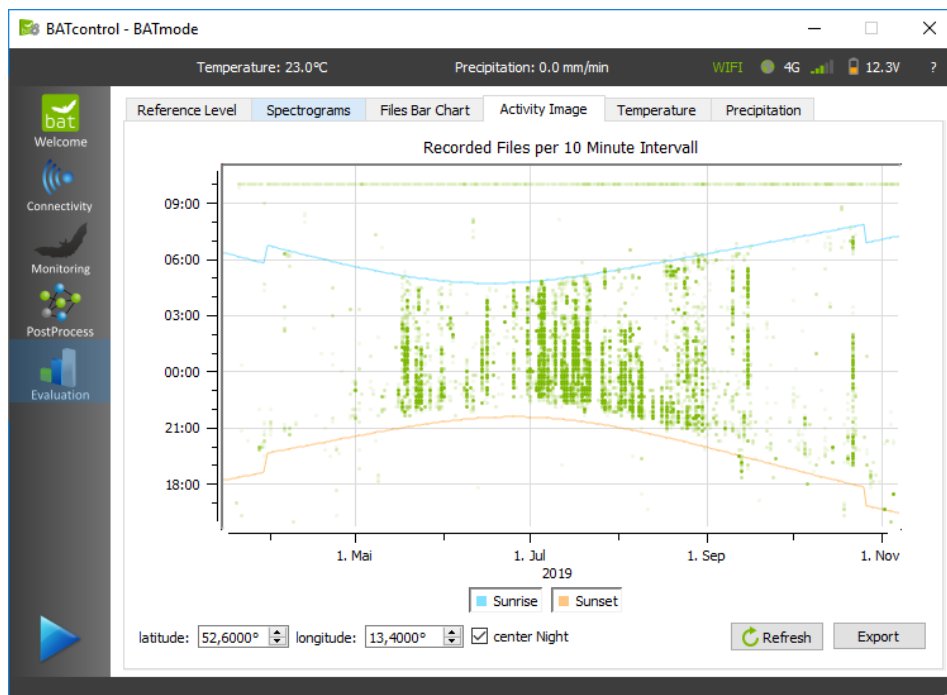 BATcontrol - BATmode
Temperature: 23.0°C Precipitation: 0.0 mm/min WIFI 4G 12.3V ?
bat
Welcome
Connectivity
Monitoring
PostProcess
Evaluation
Reference Level Spectrograms Files Bar Chart Activity Image Temperature Precipitation
Recorded Files per 10 Minute Intervall
09:00
06:00
03:00
00:00
21:00
18:00
1. Mai 1. Jul 1. Sep 1. Nov
2019
Sunrise Sunset
latitude: 52,6000° longitude: 13,4000° center Night Refresh Export